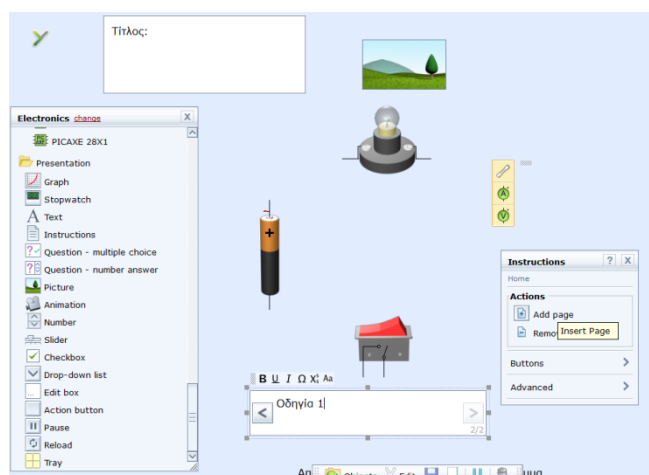 Τίτλος:
Electronics change X
PICAXE 28X1
Presentation
Graph
Stopwatch
A Text
Instructions
Question - multiple choice
Question - number answer
Picture
Animation
Number
Slider
Checkbox
Drop-down list
Edit box
Action button
Pause
Reload
Tray
A
V
+
Instructions ? X
Home
Actions
Add page
Remo
Insert Page
Buttons >
Advanced >
B U I Ω Aa
< Οδηγία 1 >
2/2
Objects Edit